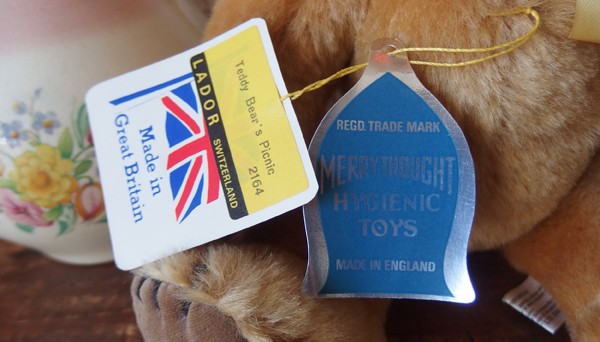 LADOR SWITZERLAND
Teddy Bear's Picnic
2164
Made in
Great Britain
REGD. TRADE MARK
MERRYTHOUGHT
HYGIENIC
TOYS
MADE IN ENGLAND